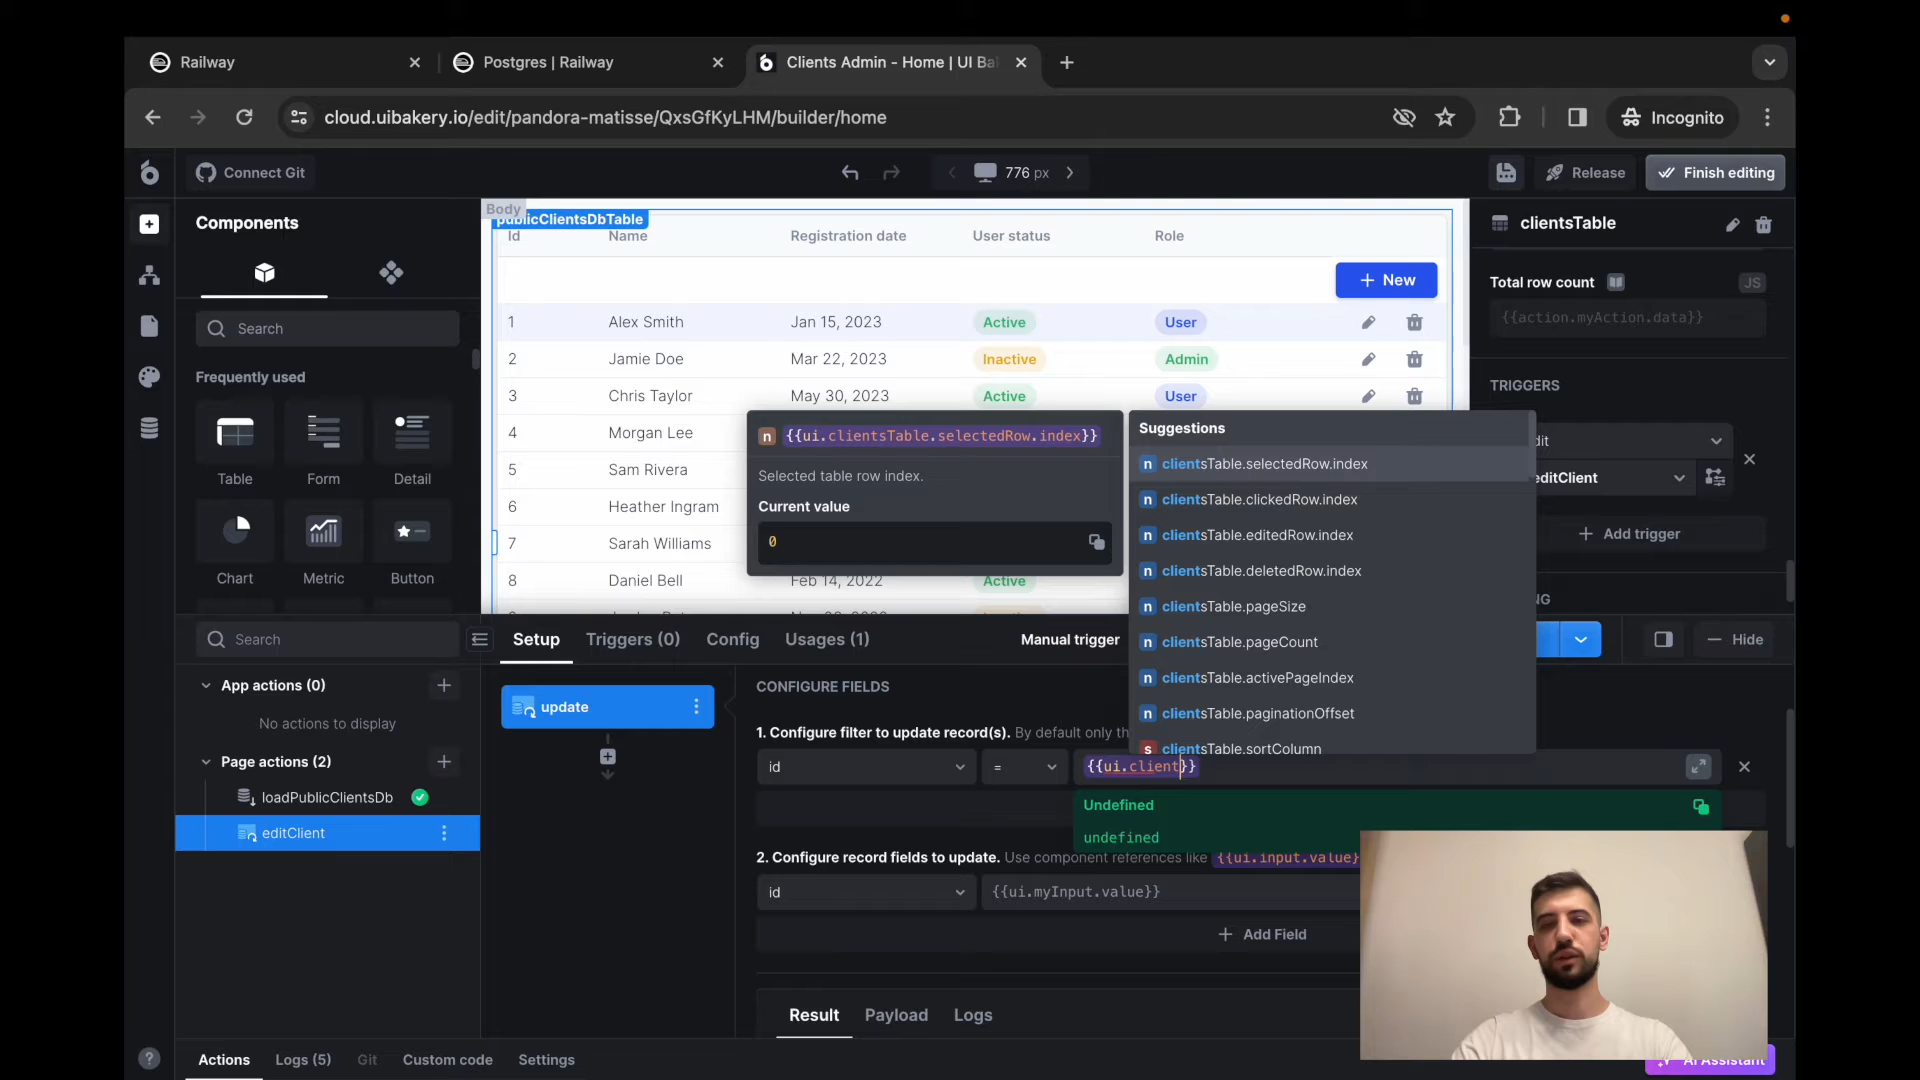 Railway
Postgres | Railway
Clients Admin - Home | UI Ba
cloud.uibakery.io/edit/pandora-matisse/QxsGfKyLHM/builder/home
Incognito
Connect Git
776 px
Release
Finish editing
Components
Search
Frequently used
Table
Form
Detail
Chart
Metric
Button
Body
publicClientsDbTable
Id Name Registration date User status Role
New
1 Alex Smith Jan 15, 2023 Active User
2 Jamie Doe Mar 22, 2023 Inactive Admin
3 Chris Taylor May 30, 2023 Active User
4 Morgan Lee
5 Sam Rivera
6 Heather Ingram
7 Sarah Williams
8 Daniel Bell Feb 14, 2022 Active
n {{ui.clientsTable.selectedRow.index}}
Selected table row index.
Current value
0
Suggestions
n clientsTable.selectedRow.index
n clientsTable.clickedRow.index
n clientsTable.editedRow.index
n clientsTable.deletedRow.index
n clientsTable.pageSize
n clientsTable.pageCount
n clientsTable.activePageIndex
n clientsTable.paginationOffset
s clientsTable.sortColumn
clientsTable
Total row count
JS
{{action.myAction.data}}
TRIGGERS
dit
editClient
Add trigger
NG
Search
App actions (0)
No actions to display
Page actions (2)
loadPublicClientsDb
editClient
Setup Triggers (0) Config Usages (1)
Manual trigger
Hide
update
CONFIGURE FIELDS
1. Configure filter to update record(s). By default only th
id
=
{{ui.client}}
Undefined
undefined
2. Configure record fields to update. Use component references like {{ui.input.value}
id
{{ui.myInput.value}}
Add Field
Result Payload Logs
Actions Logs (5) Git Custom code Settings
AI Assistant